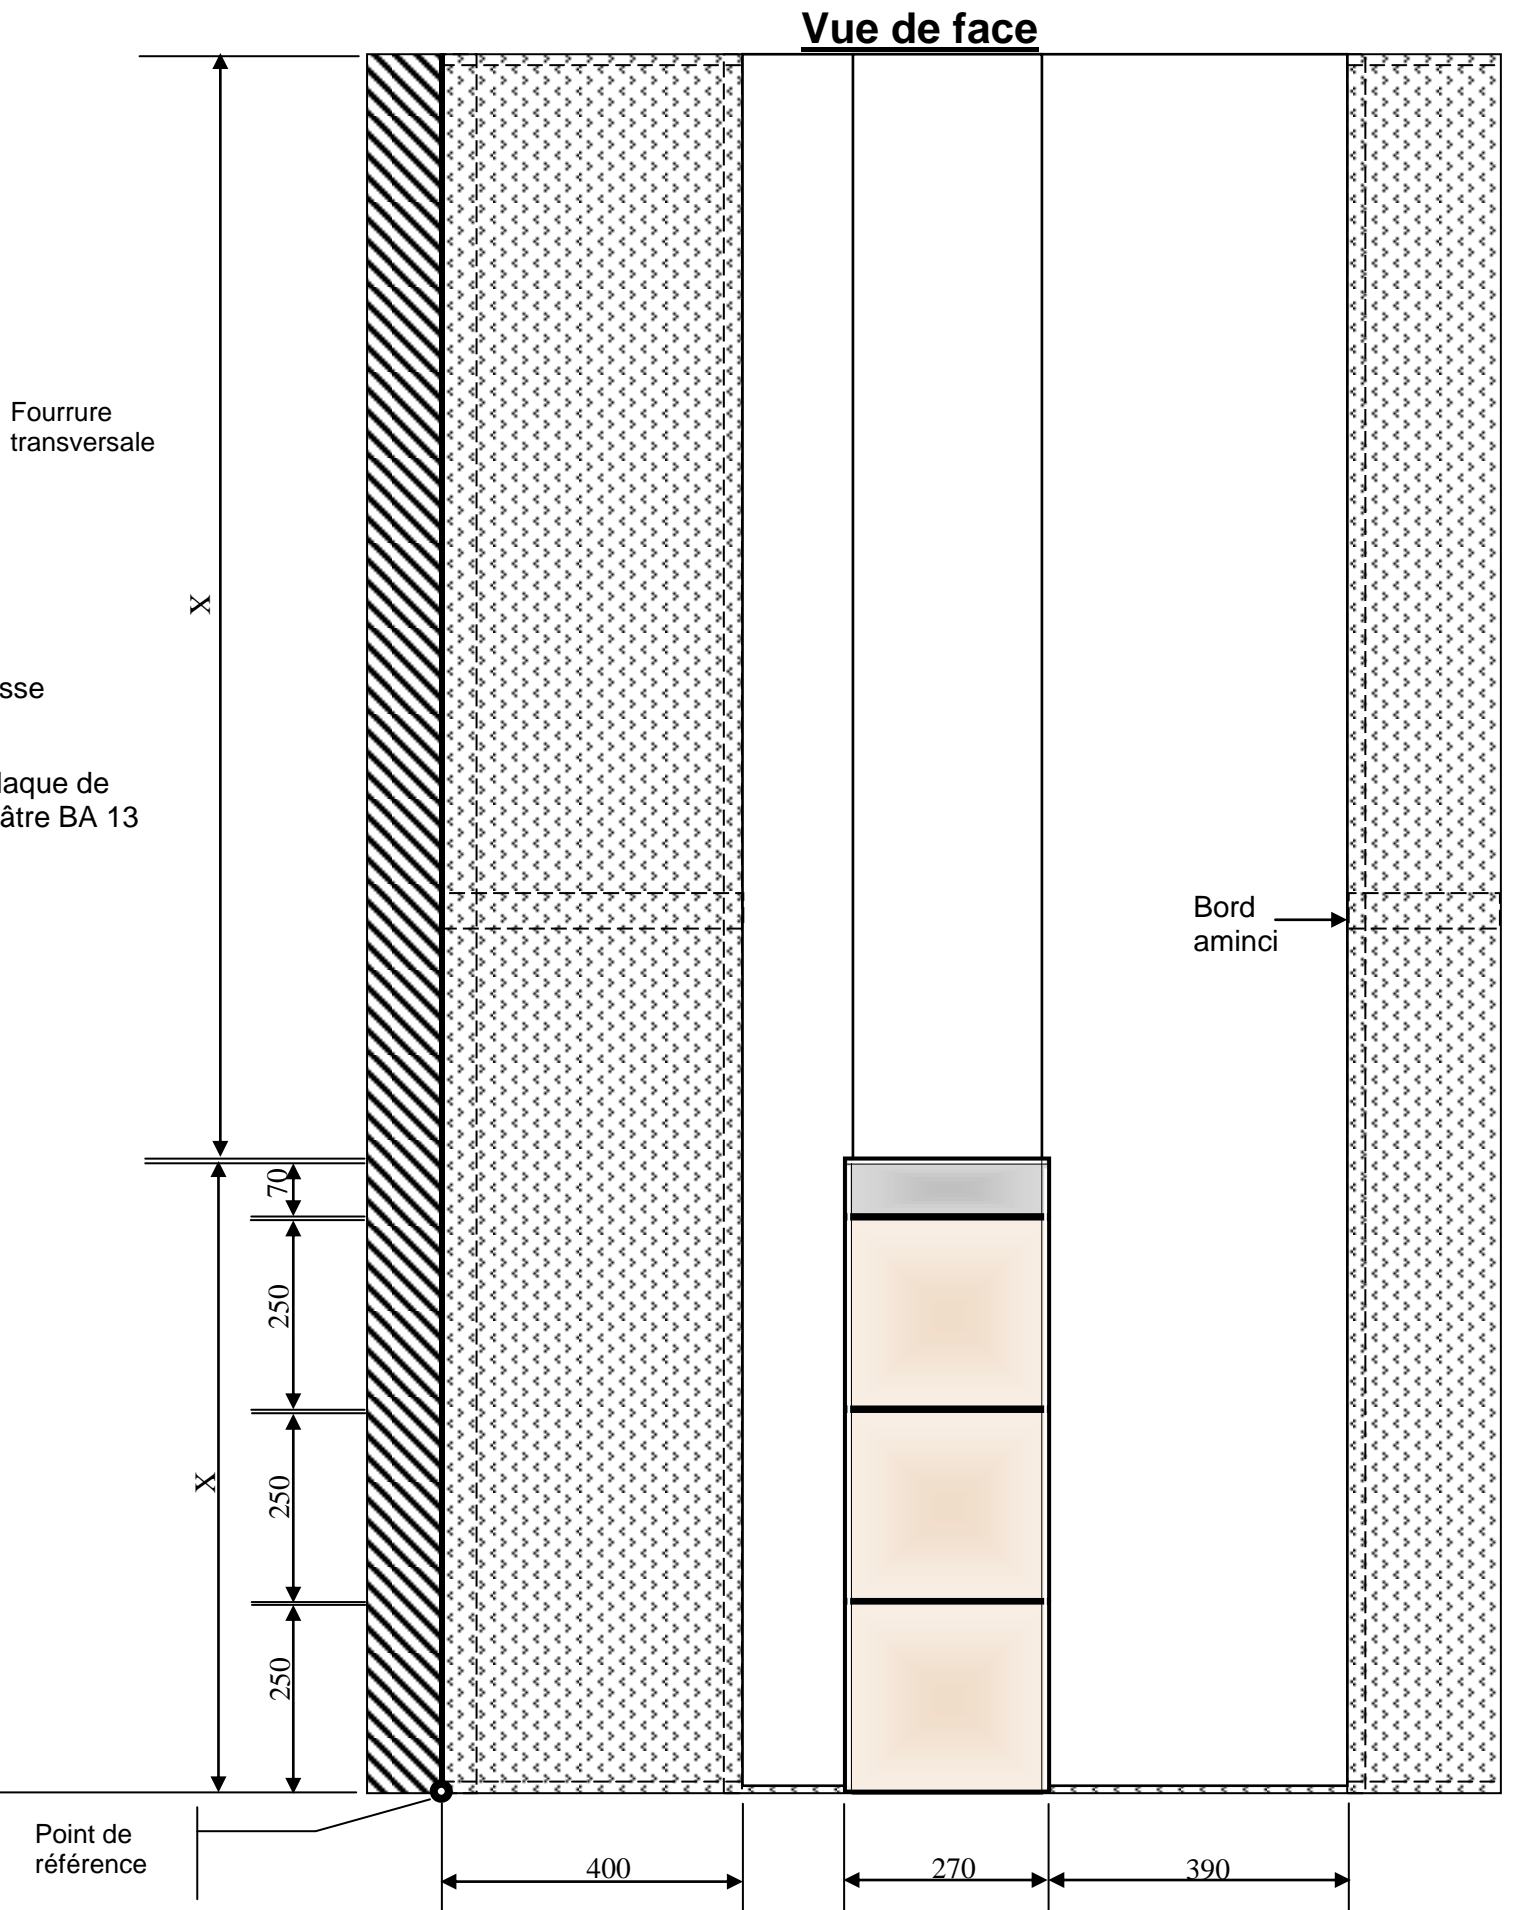 Vue de face
Fourrure
transversale
X
sse
laque de
âtre BA 13
Bord
aminci
70
250
X
250
250
Point de
référence
400
270
390